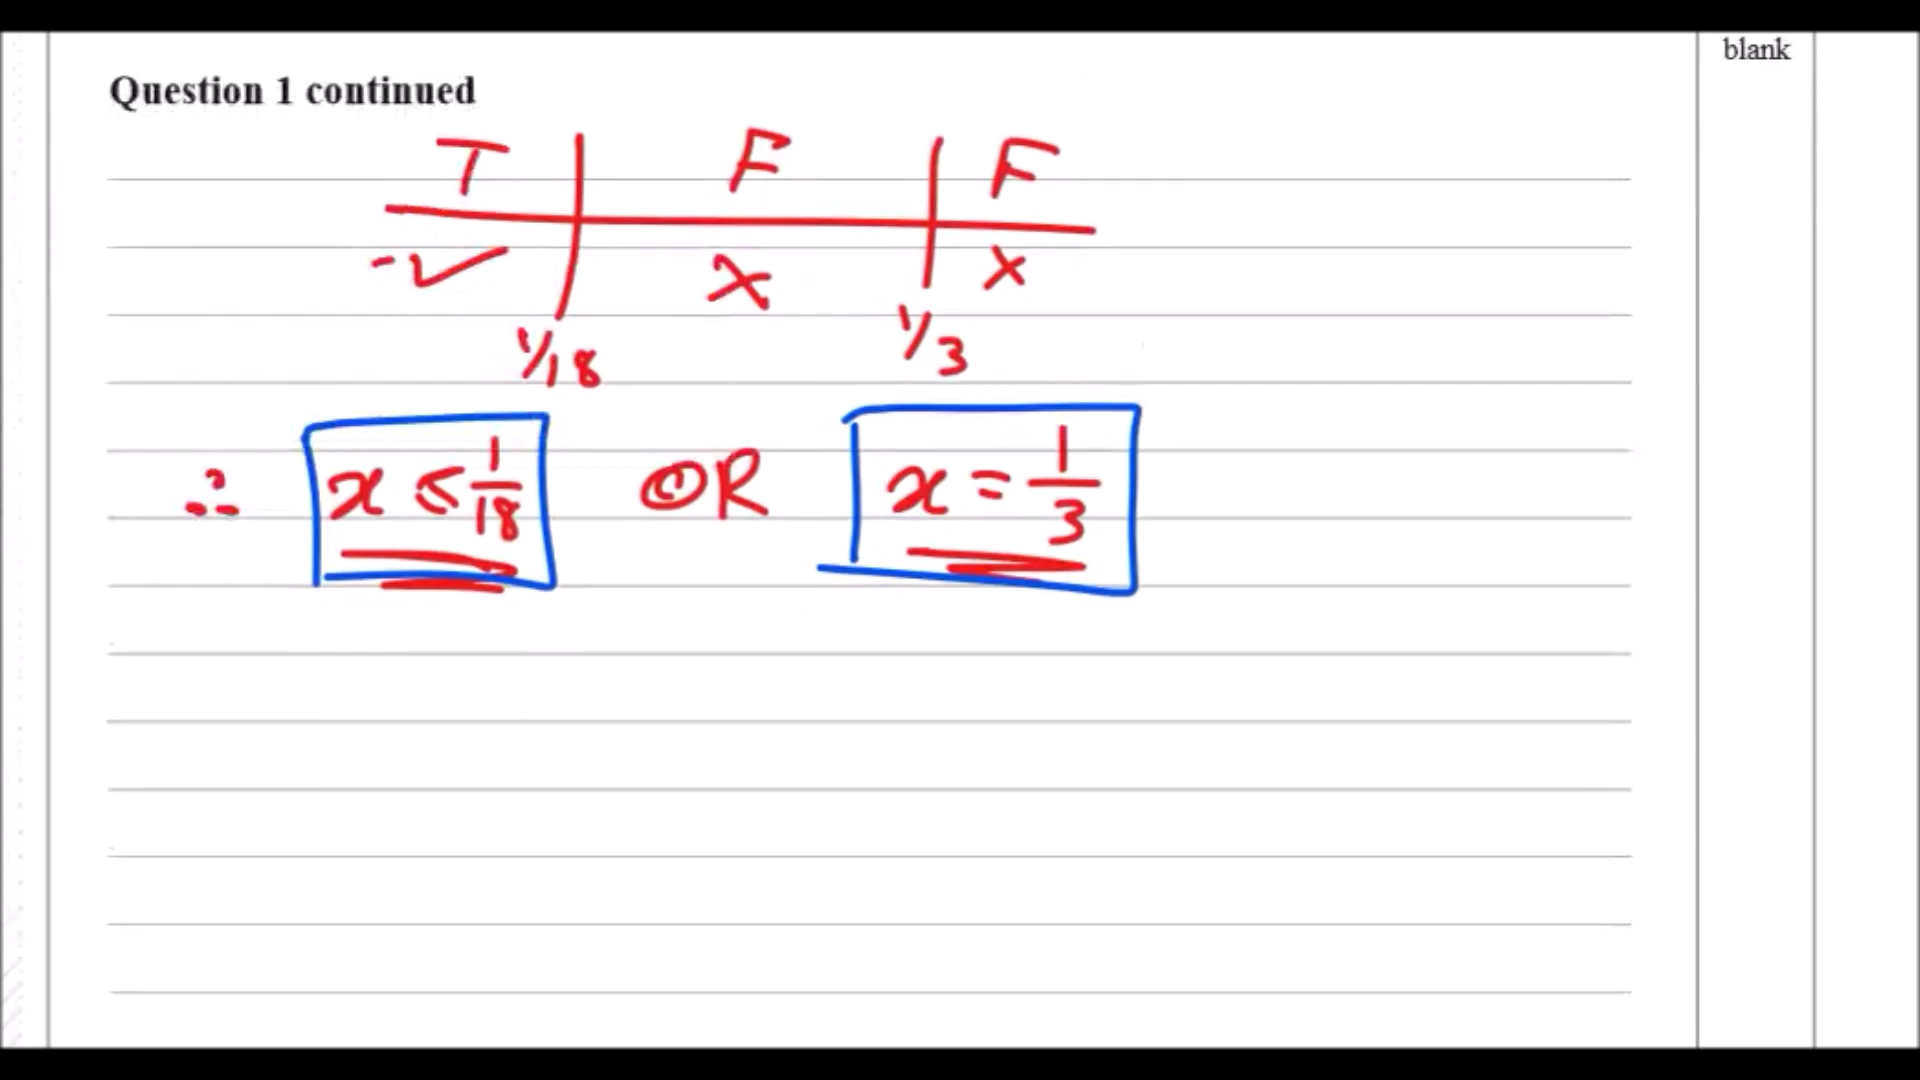 blank
Question 1 continued
T F F
-✓ X X
1/18 1/3
∴ x ≤ 1/18 OR x = 1/3